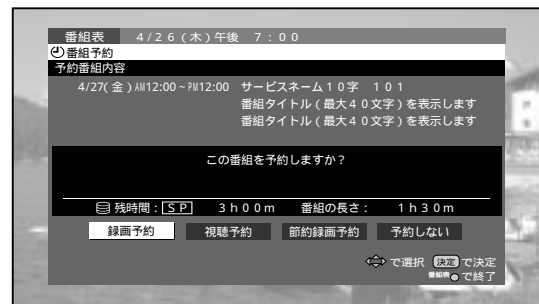 番組表 4/26(木)午後 7:00
番組予約
予約番組内容
4/27(金)AM12:00~PM12:00 サービスネーム10字 101
番組タイトル(最大40文字)を表示します
番組タイトル(最大40文字)を表示します
この番組を予約しますか?
残時間:SP 3h00m 番組の長さ: 1h30m
録画予約 視聴予約 節約録画予約 予約しない
で選択 決定 で決定
番組表 で終了